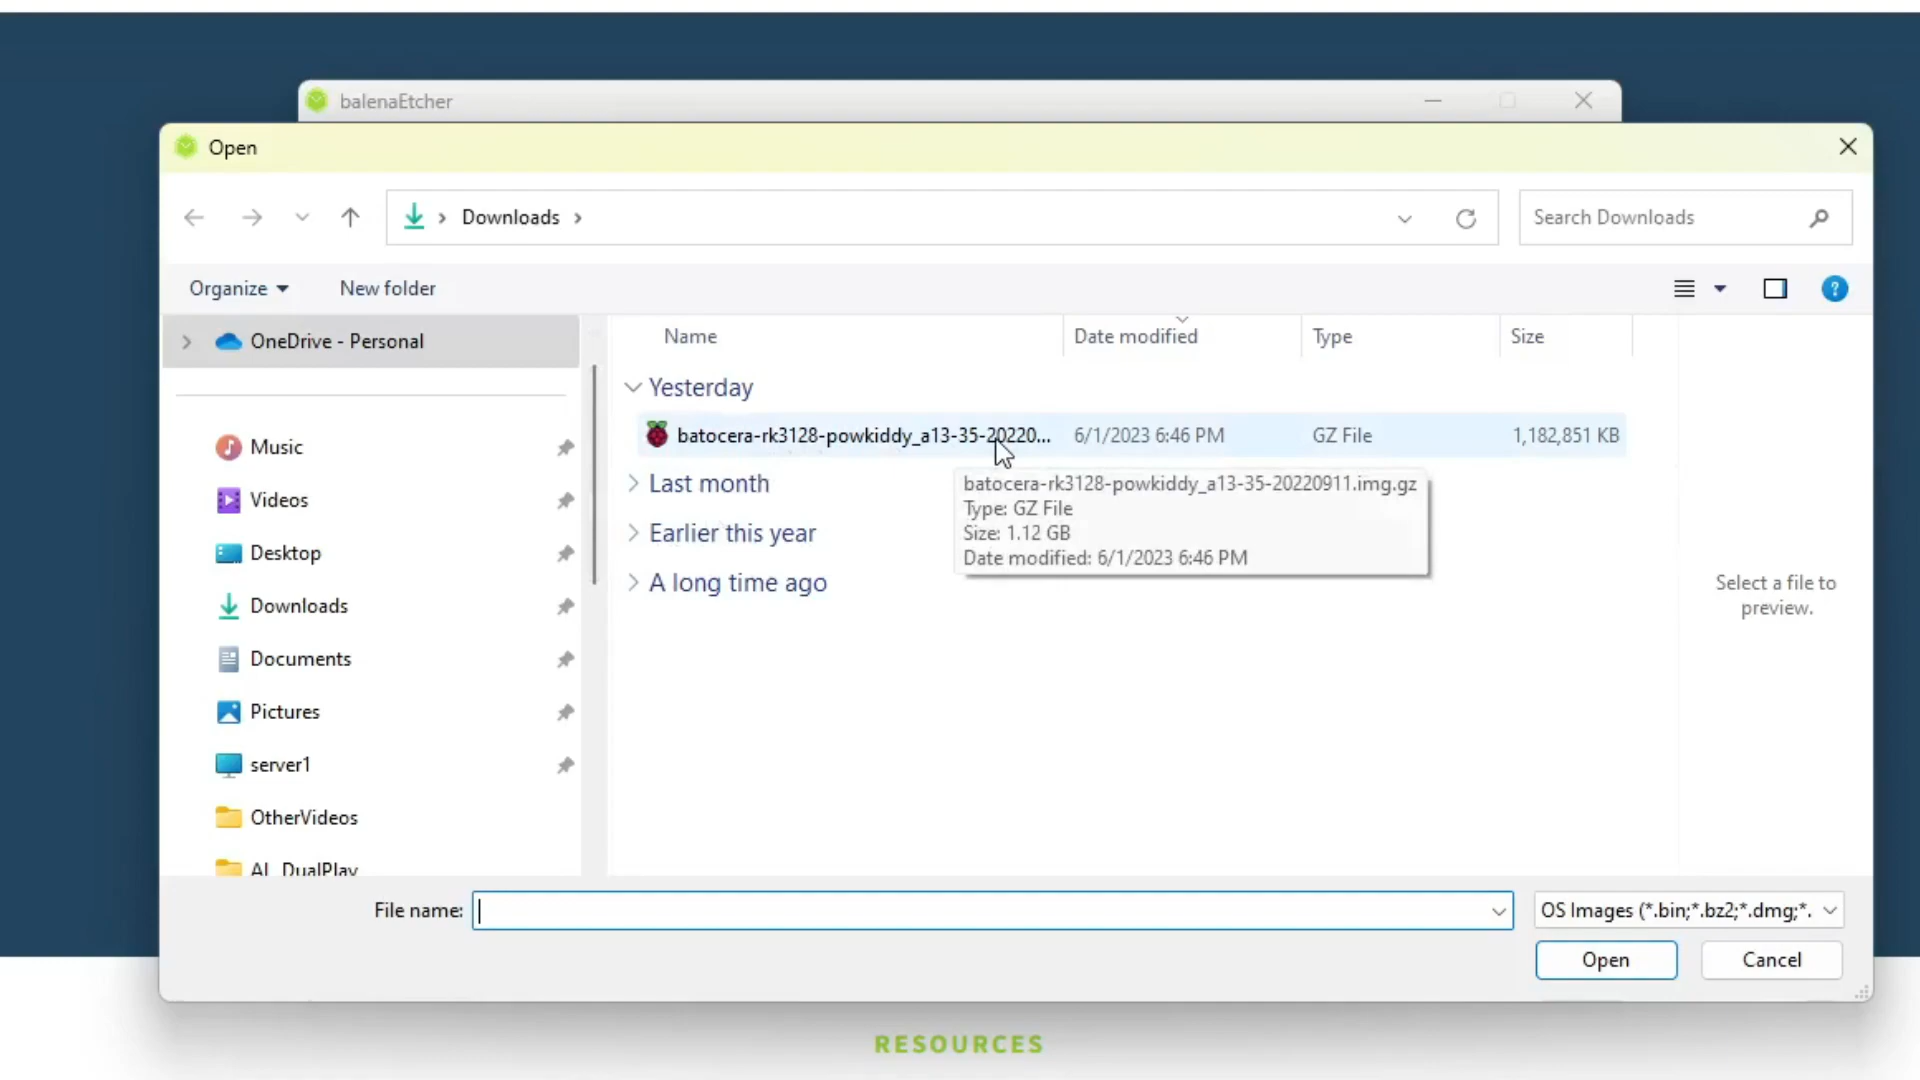 balenaEtcher
Open
Downloads
Search Downloads
Organize
New folder
OneDrive - Personal
Name
Date modified
Type
Size
Yesterday
batocera-rk3128-powkiddy_a13-35-20220...
6/1/2023 6:46 PM
GZ File
1,182,851 KB
Last month
Earlier this year
A long time ago
batocera-rk3128-powkiddy_a13-35-20220911.img.gz
Type: GZ File
Size: 1.12 GB
Date modified: 6/1/2023 6:46 PM
Music
Videos
Desktop
Downloads
Documents
Pictures
server1
OtherVideos
AI_DualPlay
Select a file to
preview.
File name:
OS Images (*.bin;*.bz2;*.dmg;*.
Open
Cancel
RESOURCES